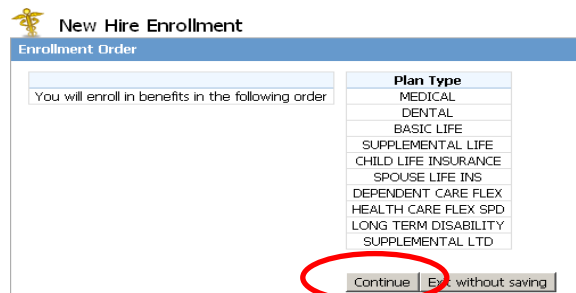 New Hire Enrollment
Enrollment Order
Plan Type
You will enroll in benefits in the following order
MEDICAL
DENTAL
BASIC LIFE
SUPPLEMENTAL LIFE
CHILD LIFE INSURANCE
SPOUSE LIFE INS
DEPENDENT CARE FLEX
HEALTH CARE FLEX SPD
LONG TERM DISABILITY
SUPPLEMENTAL LTD
Continue Exit without saving